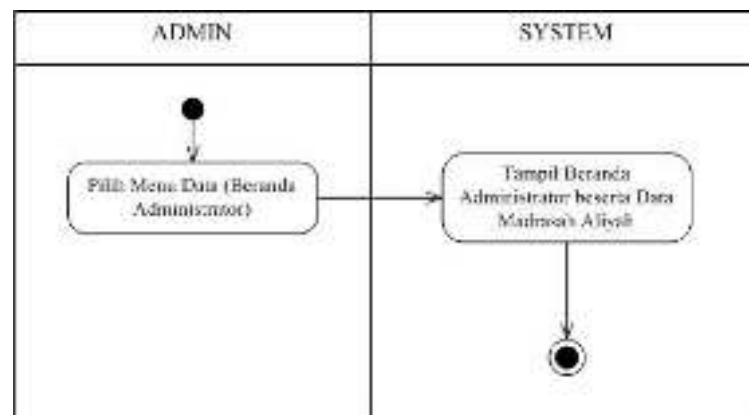 ADMIN
SYSTEM
Pilih Menu Data (Beranda
Administrator)
Tampil Beranda
Administrator beserta Data
Madrasah Aliyah